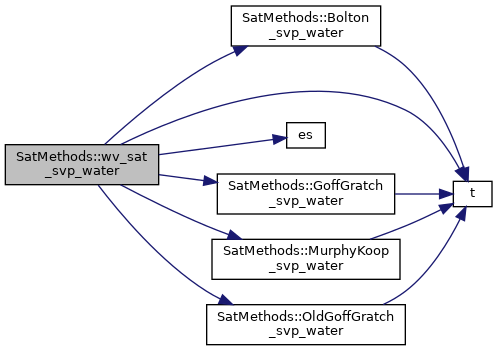 SatMethods::Bolton
_svp_water
es
SatMethods::wv_sat
_svp_water
SatMethods::GoffGratch
_svp_water
t
SatMethods::MurphyKoop
_svp_water
SatMethods::OldGoffGratch
_svp_water